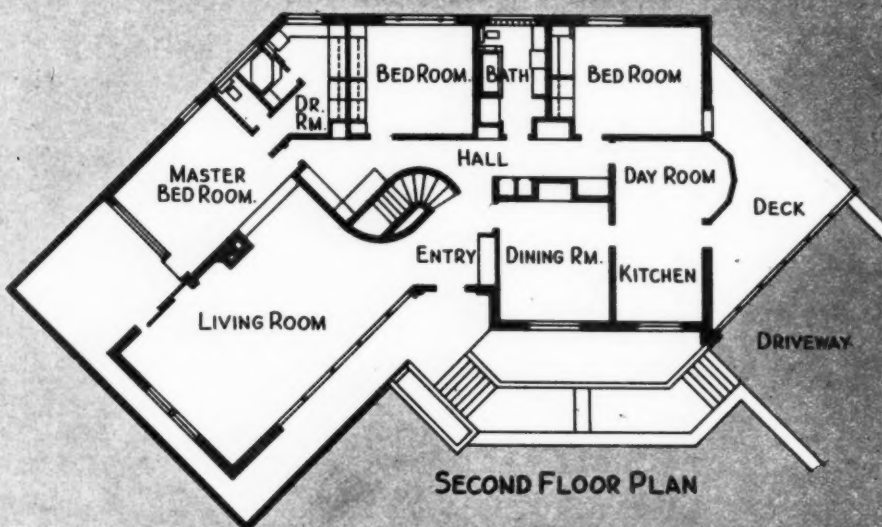 BED ROOM.
BATH
BED ROOM
DR.
RM.
HALL
MASTER
BED ROOM.
DAY ROOM
DECK
ENTRY
DINING RM.
KITCHEN
LIVING ROOM
DRIVEWAY
SECOND FLOOR PLAN